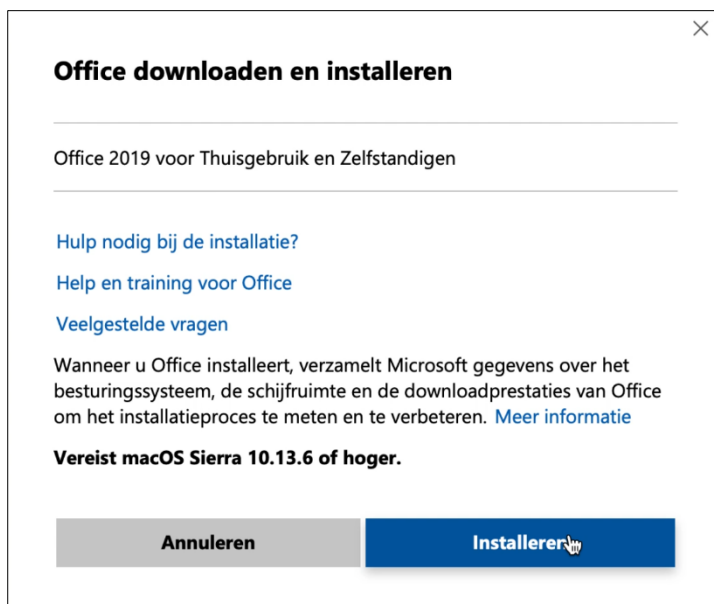 Office downloaden en installeren
Office 2019 voor Thuisgebruik en Zelfstandigen
Hulp nodig bij de installatie?
Help en training voor Office
Veelgestelde vragen
Wanneer u Office installeert, verzamelt Microsoft gegevens over het
besturingssysteem, de schijfruimte en de downloadprestaties van Office
om het installatieproces te meten en te verbeteren. Meer informatie
Vereist macOS Sierra 10.13.6 of hoger.
Annuleren
Installeren